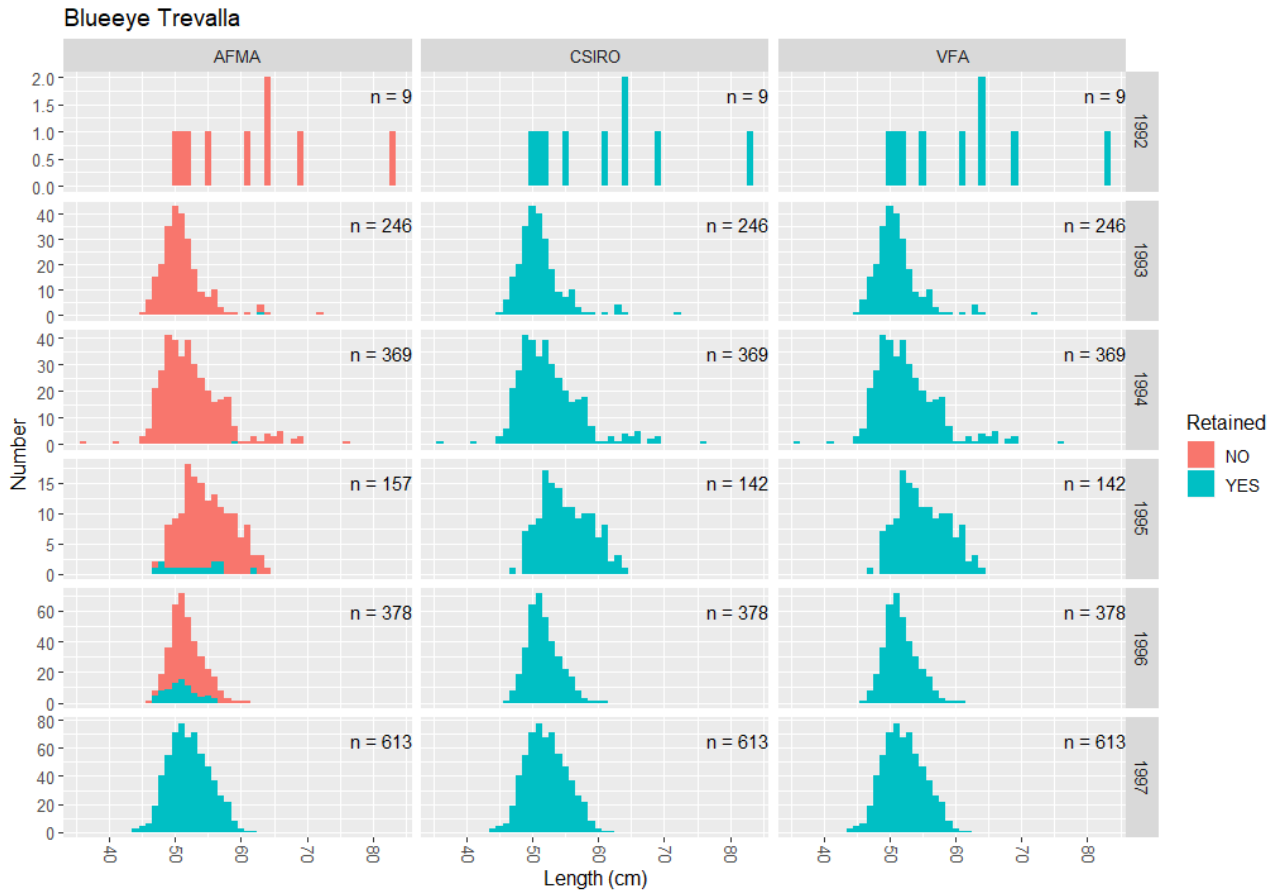 Blueeye Trevalla
AFMA CSIRO VFA
2.0
1.5
1.0
0.5
0.0
n = 9 n = 9 n = 9
1992
40
30
20
10
0
n = 246 n = 246 n = 246
1993
40
30
20
10
0
n = 369 n = 369 n = 369
1994
15
10
5
0
n = 157 n = 142 n = 142
1995
60
40
20
0
n = 378 n = 378 n = 378
1996
80
60
40
20
0
n = 613 n = 613 n = 613
1997
40 50 60 70 80 40 50 60 70 80 40 50 60 70 80
Number
Length (cm)
Retained
NO
YES